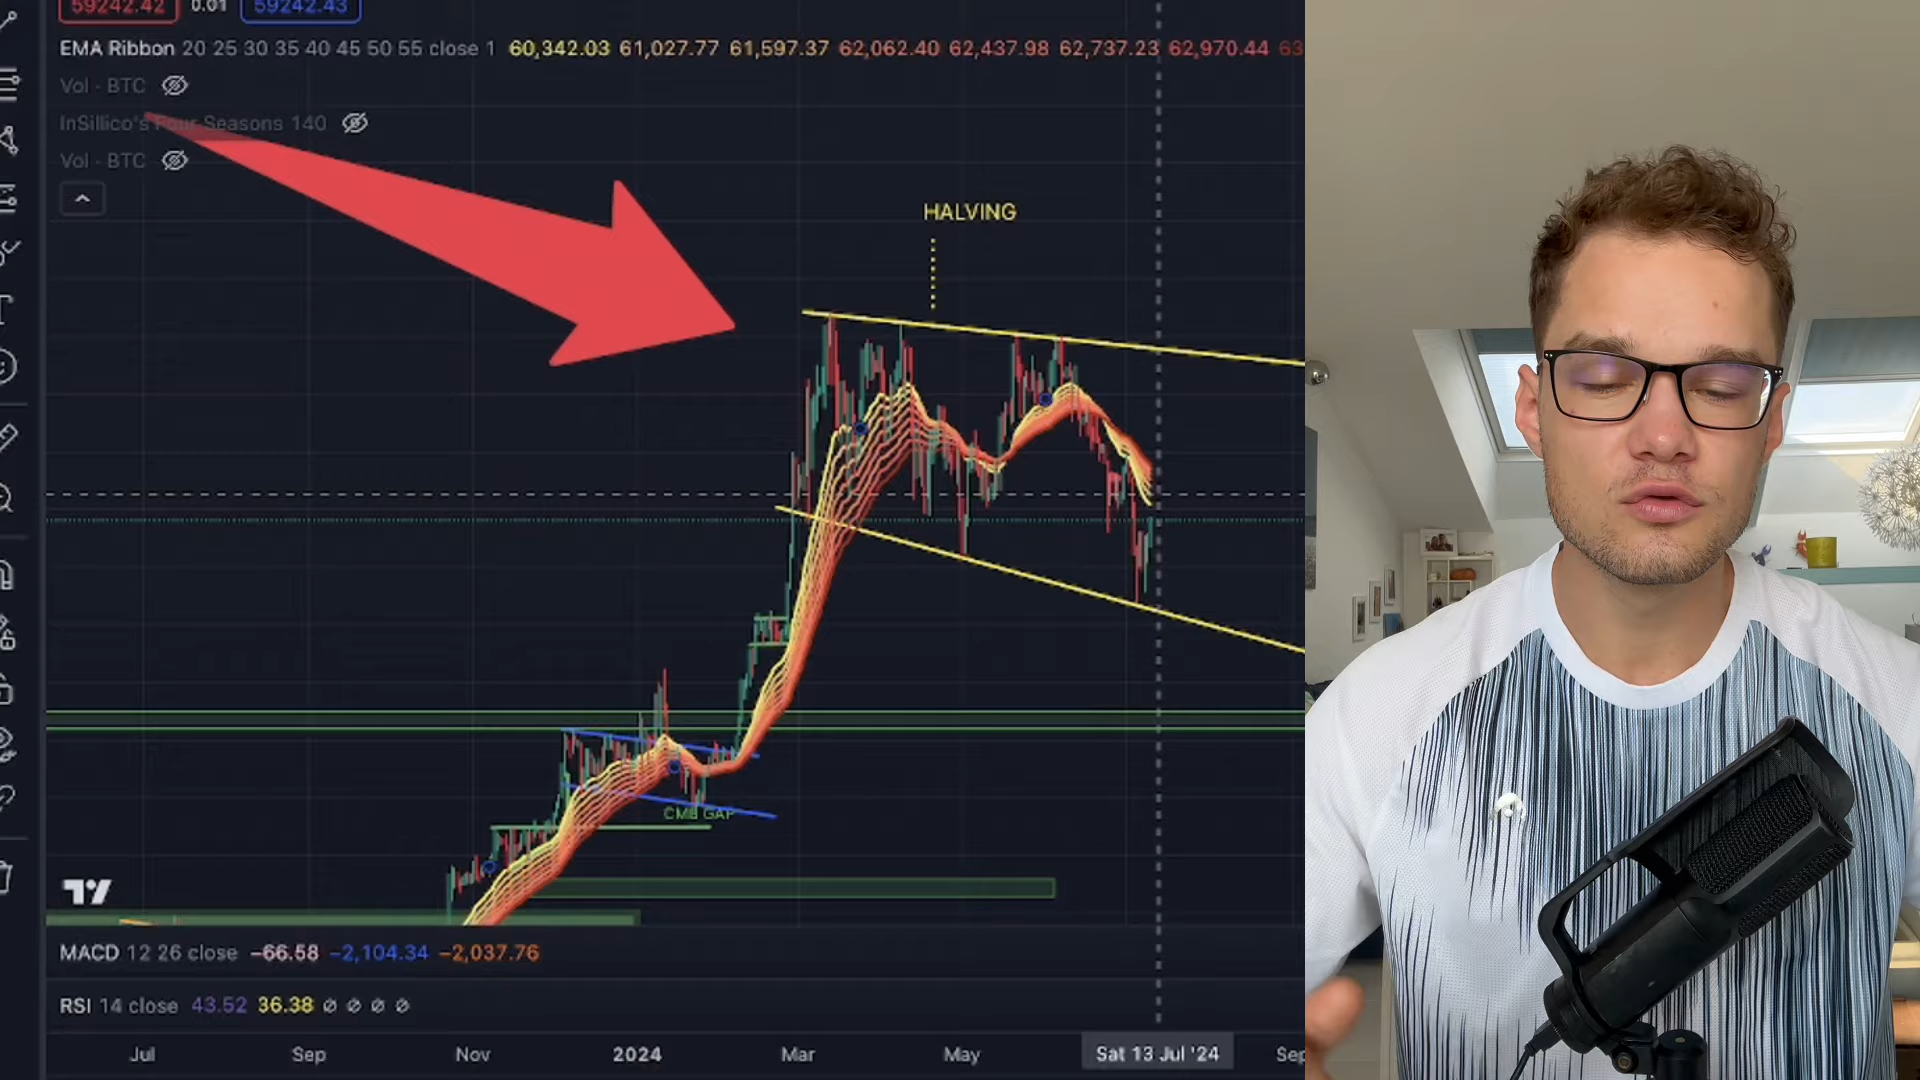 59242.42 0.01 59242.43
EMA Ribbon 20 25 30 35 40 45 50 55 close 1 60,342.03 61,027.77 61,597.37 62,062.40 62,437.98 62,737.23 62,970.44 63
Vol · BTC
InSillico's Four Seasons 140
Vol · BTC
HALVING
CME GAP
MACD 12 26 close −66.58 −2,104.34 −2,037.76
RSI 14 close 43.52 36.38 ∅ ∅ ∅ ∅
Jul Sep Nov 2024 Mar May Sat 13 Jul '24 Sep